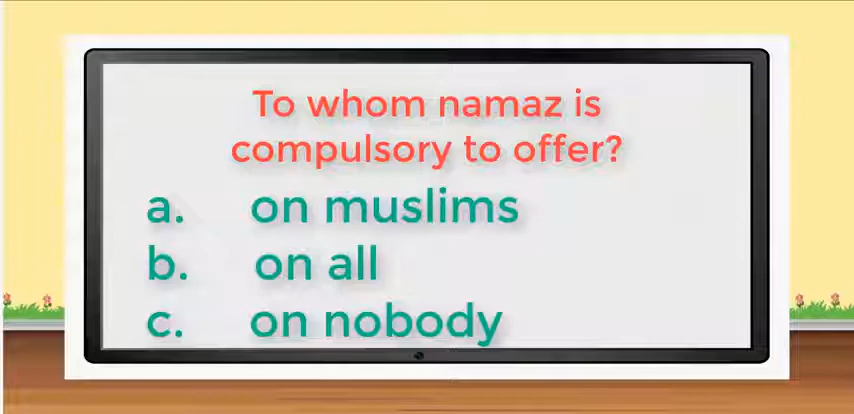 To whom namaz is
compulsory to offer?
a. on muslims
b. on all
c. on nobody